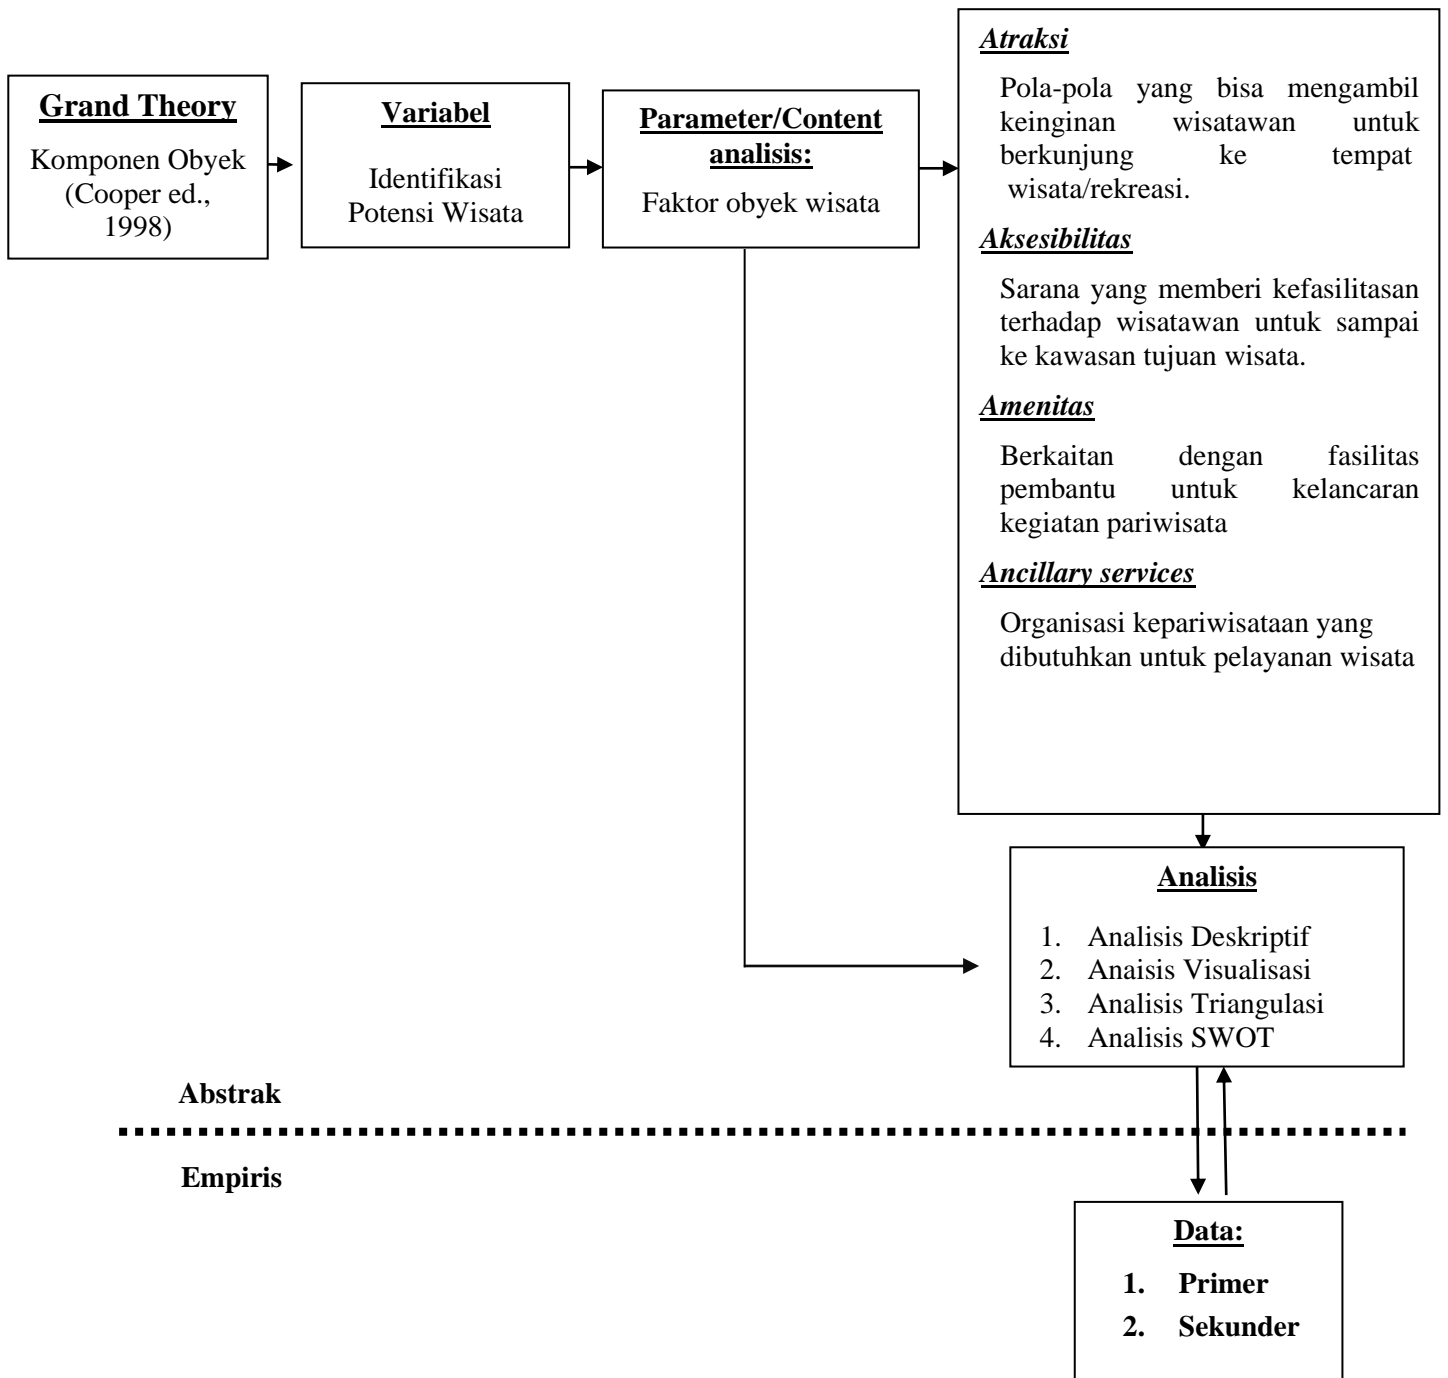 Grand Theory
Komponen Obyek
(Cooper ed.,
1998)
Variabel
Identifikasi
Potensi Wisata
Parameter/Content
analisis:
Faktor obyek wisata
Atraksi
Pola-pola yang bisa mengambil
keinginan wisatawan untuk
berkunjung ke tempat
wisata/rekreasi.
Aksesibilitas
Sarana yang memberi kefasilitasan
terhadap wisatawan untuk sampai
ke kawasan tujuan wisata.
Amenitas
Berkaitan dengan fasilitas
pembantu untuk kelancaran
kegiatan pariwisata
Ancillary services
Organisasi kepariwisataan yang
dibutuhkan untuk pelayanan wisata
Analisis
1. Analisis Deskriptif
2. Anaisis Visualisasi
3. Analisis Triangulasi
4. Analisis SWOT
Abstrak
Empiris
Data:
1. Primer
2. Sekunder